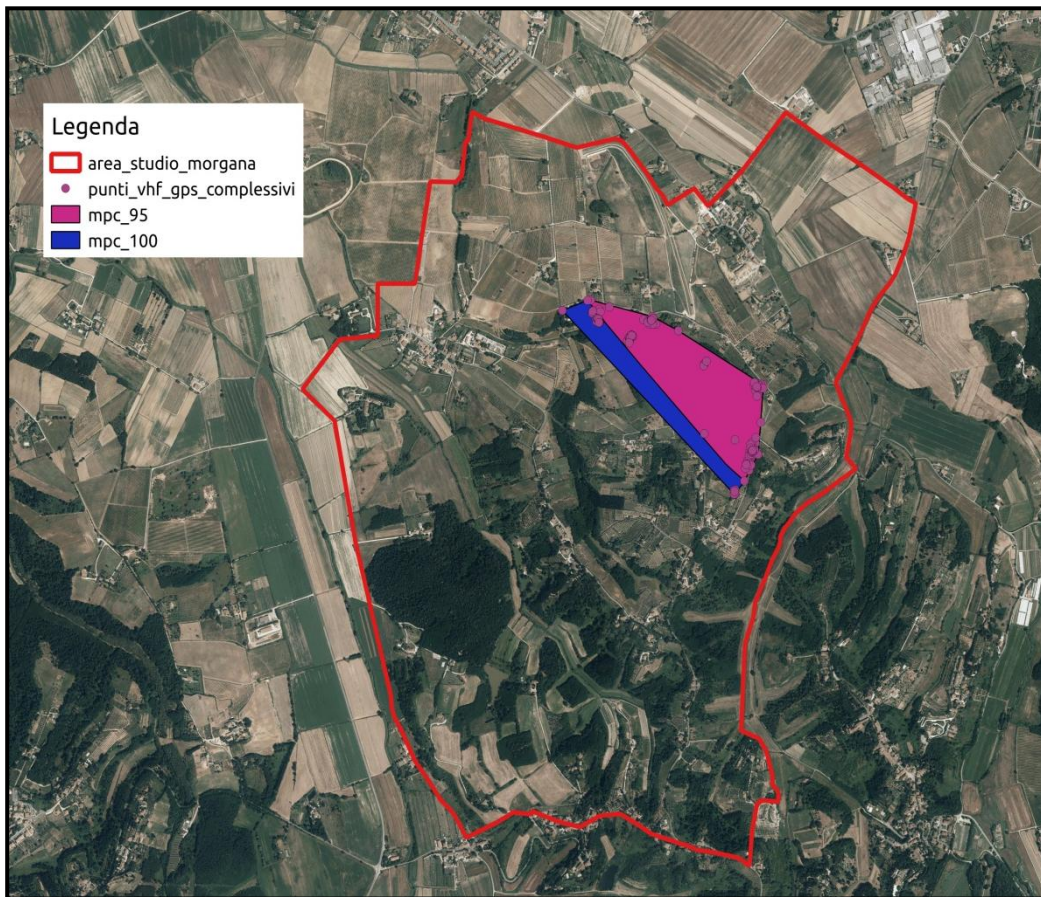 Legenda
area_studio_morgana
punti_vhf_gps_complessivi
mpc_95
mpc_100